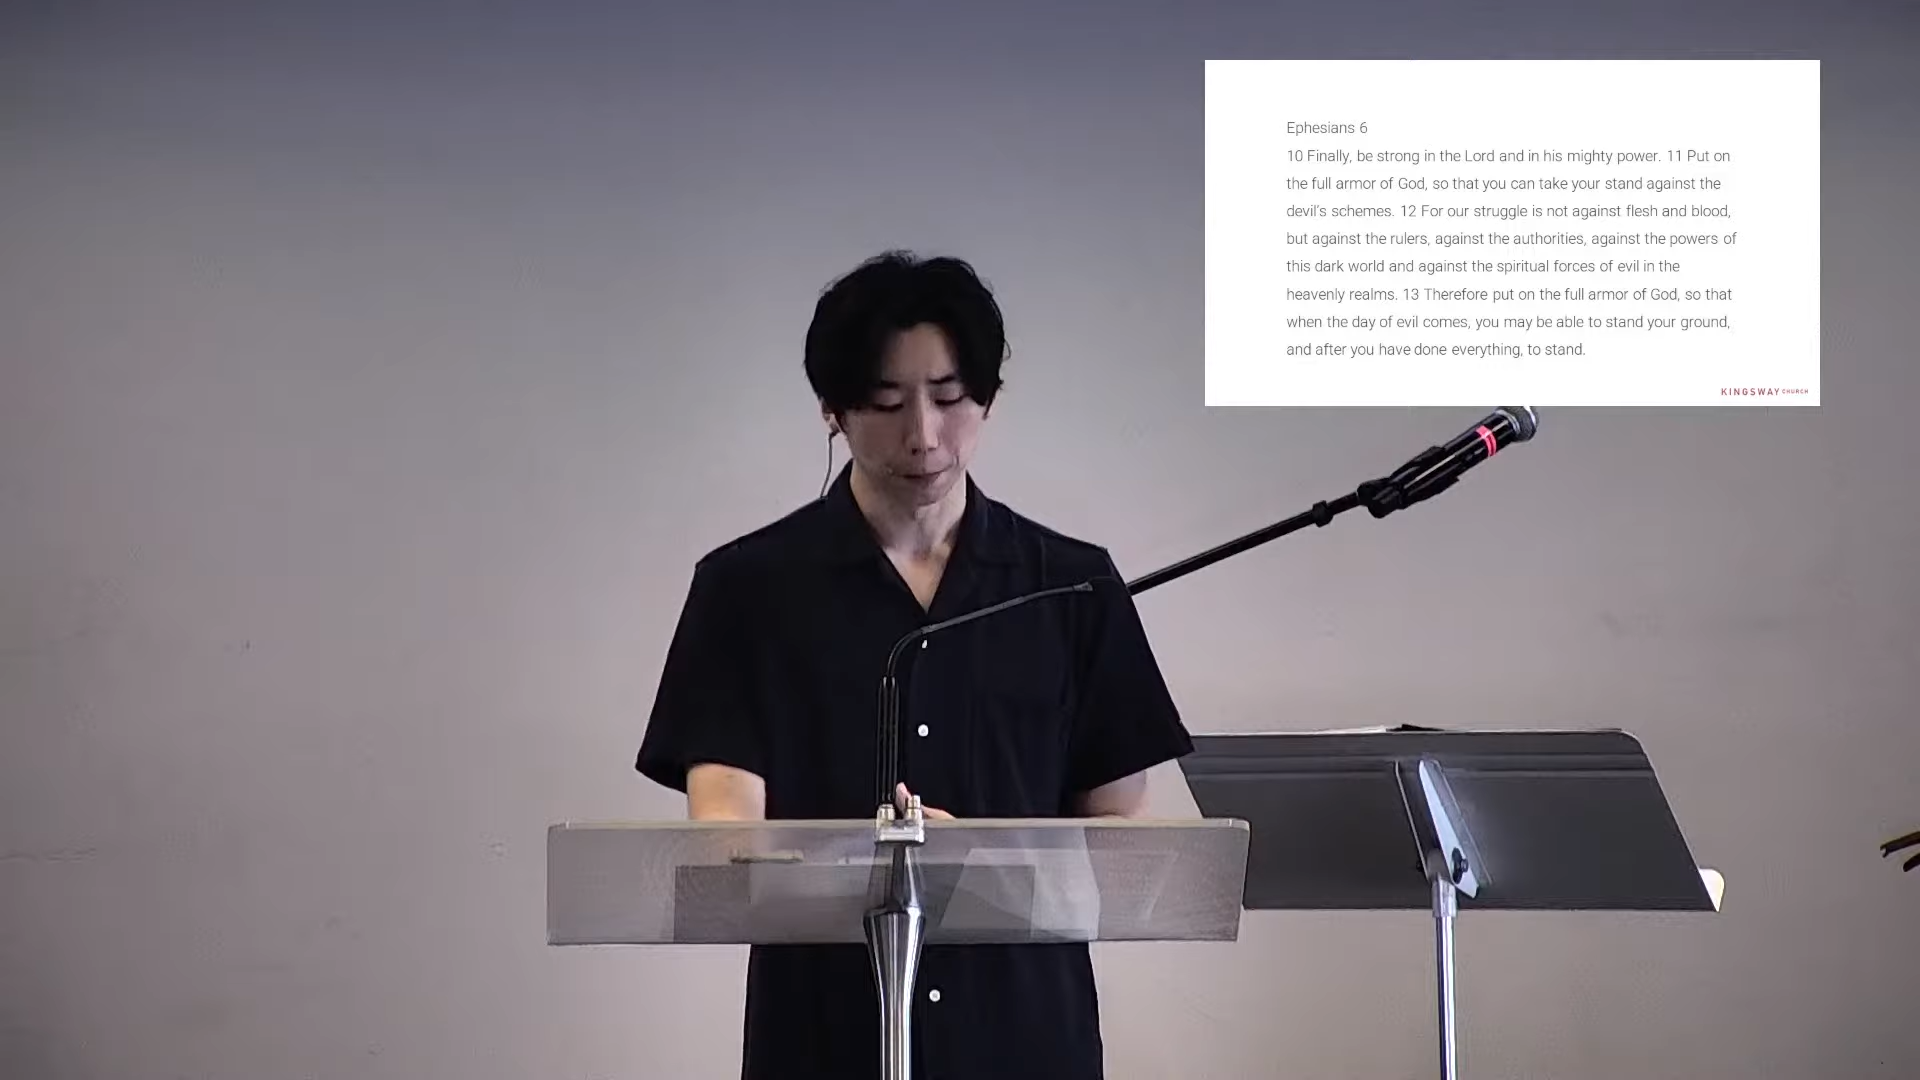 Ephesians 6
10 Finally, be strong in the Lord and in his mighty power. 11 Put on
the full armor of God, so that you can take your stand against the
devil's schemes. 12 For our struggle is not against flesh and blood,
but against the rulers, against the authorities, against the powers of
this dark world and against the spiritual forces of evil in the
heavenly realms. 13 Therefore put on the full armor of God, so that
when the day of evil comes, you may be able to stand your ground,
and after you have done everything, to stand.
KINGSWAY CHURCH